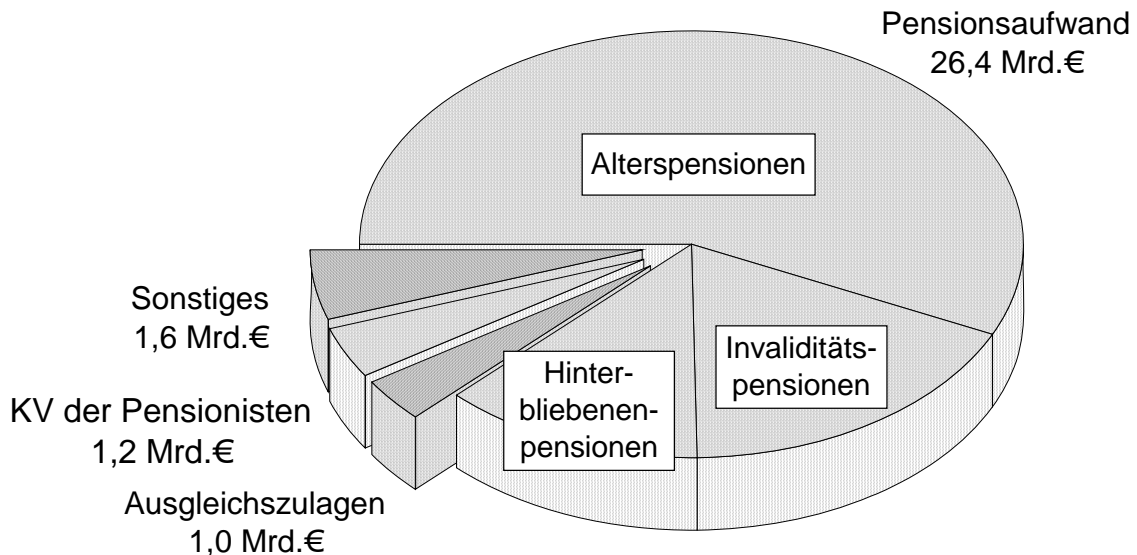 Pensionsaufwand
26,4 Mrd.€
Alterspensionen
Sonstiges
1,6 Mrd.€
Invaliditäts-
pensionen
Hinter-
bliebenen-
pensionen
KV der Pensionisten
1,2 Mrd.€
Ausgleichszulagen
1,0 Mrd.€